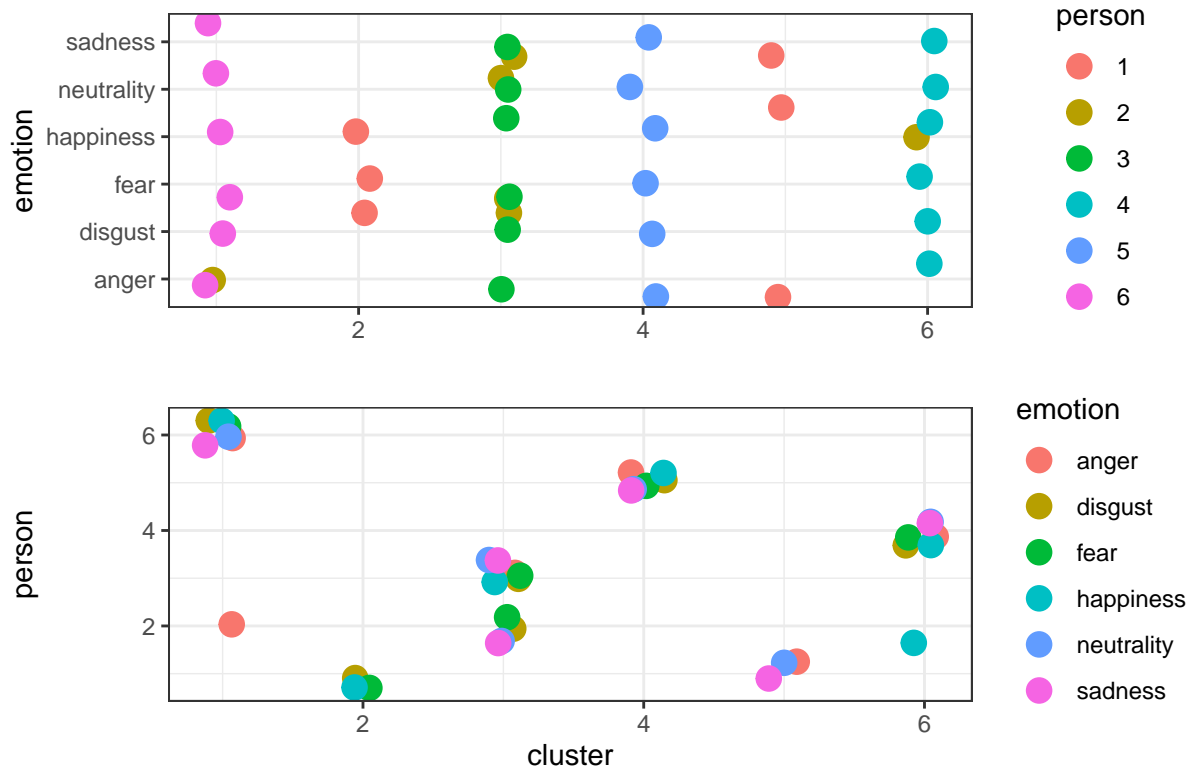 sadness
neutrality
happiness
fear
disgust
anger
emotion
2 4 6
person
1
2
3
4
5
6
6
4
2
person
2 4 6
cluster
emotion
anger
disgust
fear
happiness
neutrality
sadness